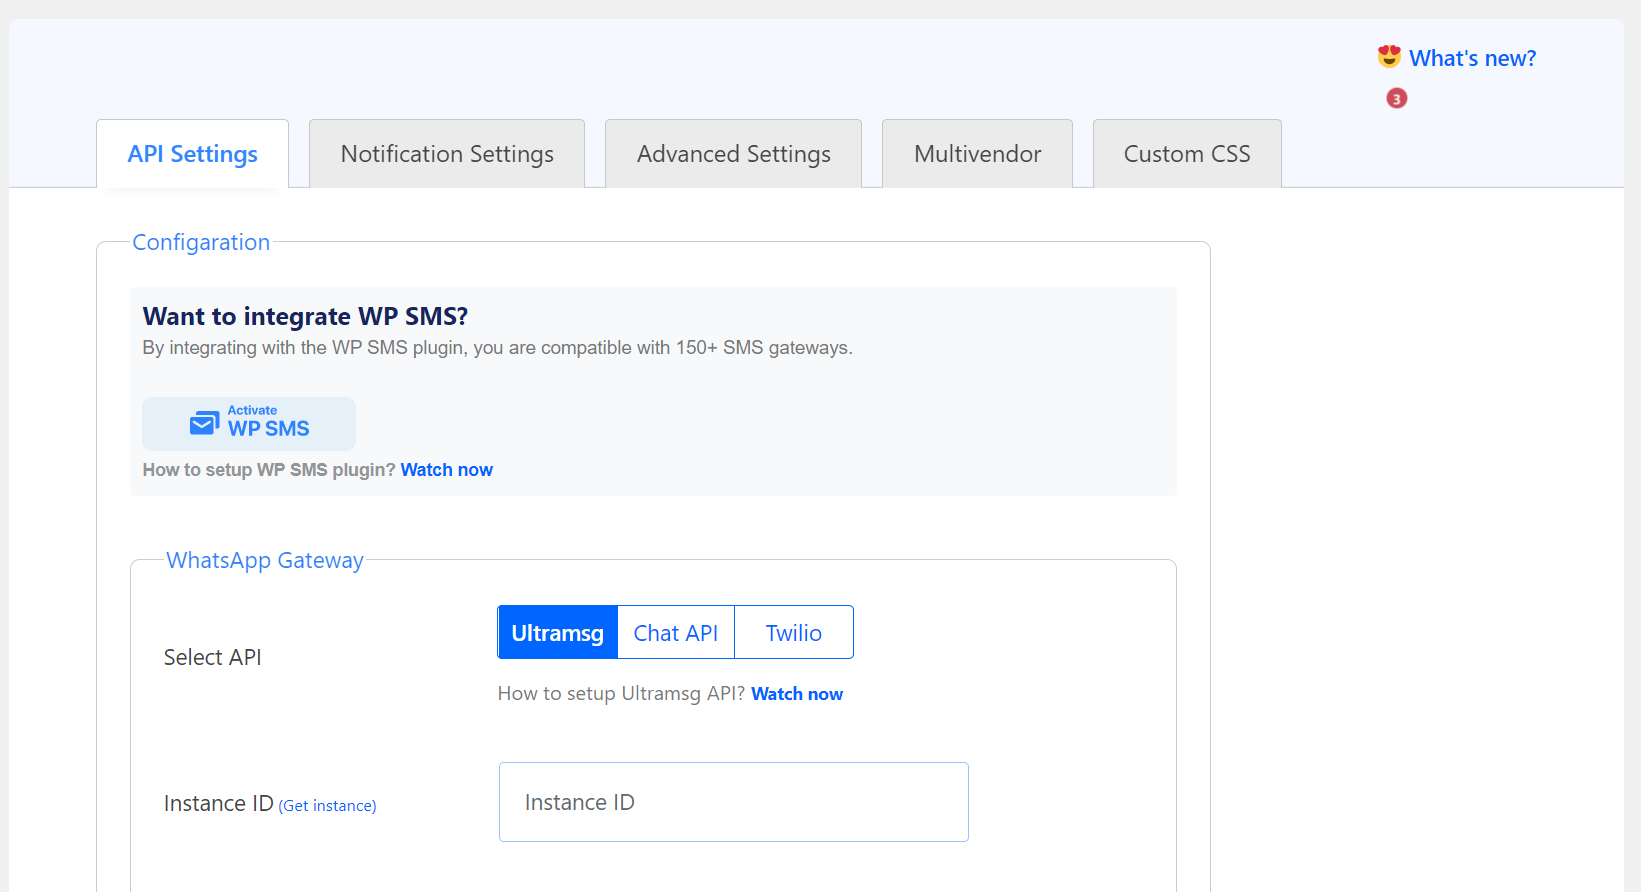 What's new?
3
API Settings
Notification Settings
Advanced Settings
Multivendor
Custom CSS
Configaration
Want to integrate WP SMS?
By integrating with the WP SMS plugin, you are compatible with 150+ SMS gateways.
Activate
WP SMS
How to setup WP SMS plugin? Watch now
WhatsApp Gateway
Select API
Ultramsg
Chat API
Twilio
How to setup Ultramsg API? Watch now
Instance ID (Get instance)
Instance ID